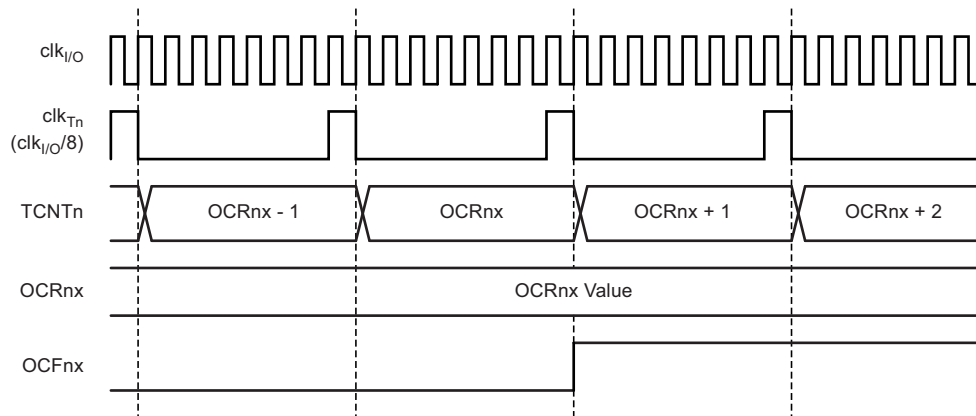 clkI/O
clkTn
(clkI/O/8)
TCNTn OCRnx - 1 OCRnx OCRnx + 1 OCRnx + 2
OCRnx OCRnx Value
OCFnx